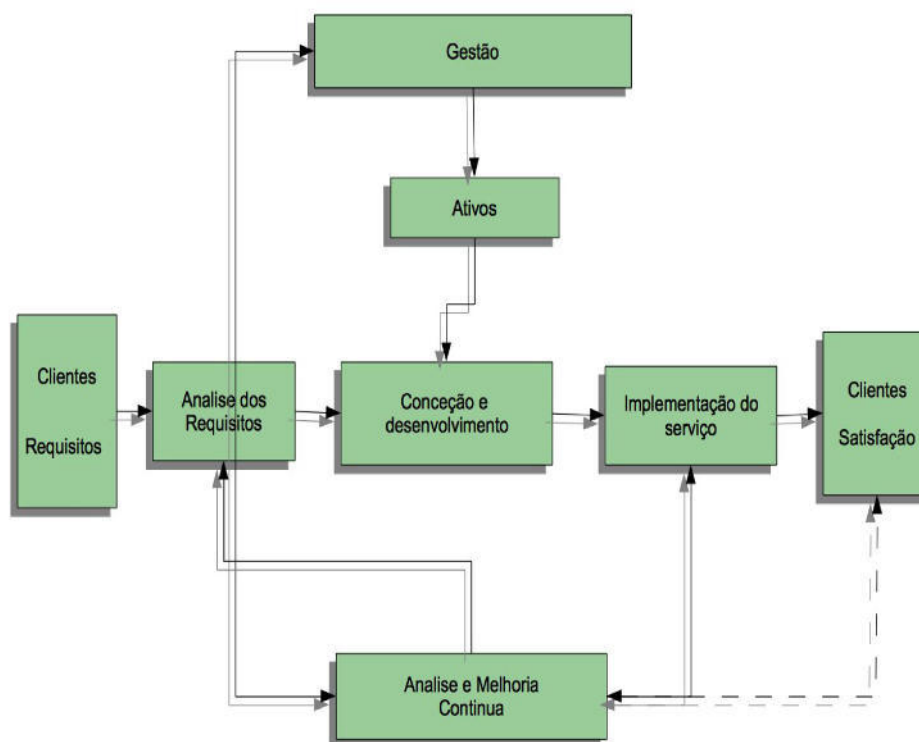 Gestão
Ativos
Clientes
Requisitos
Analise dos
Requisitos
Conceção e
desenvolvimento
Implementação do
serviço
Clientes
Satisfação
Analise e Melhoria
Continua